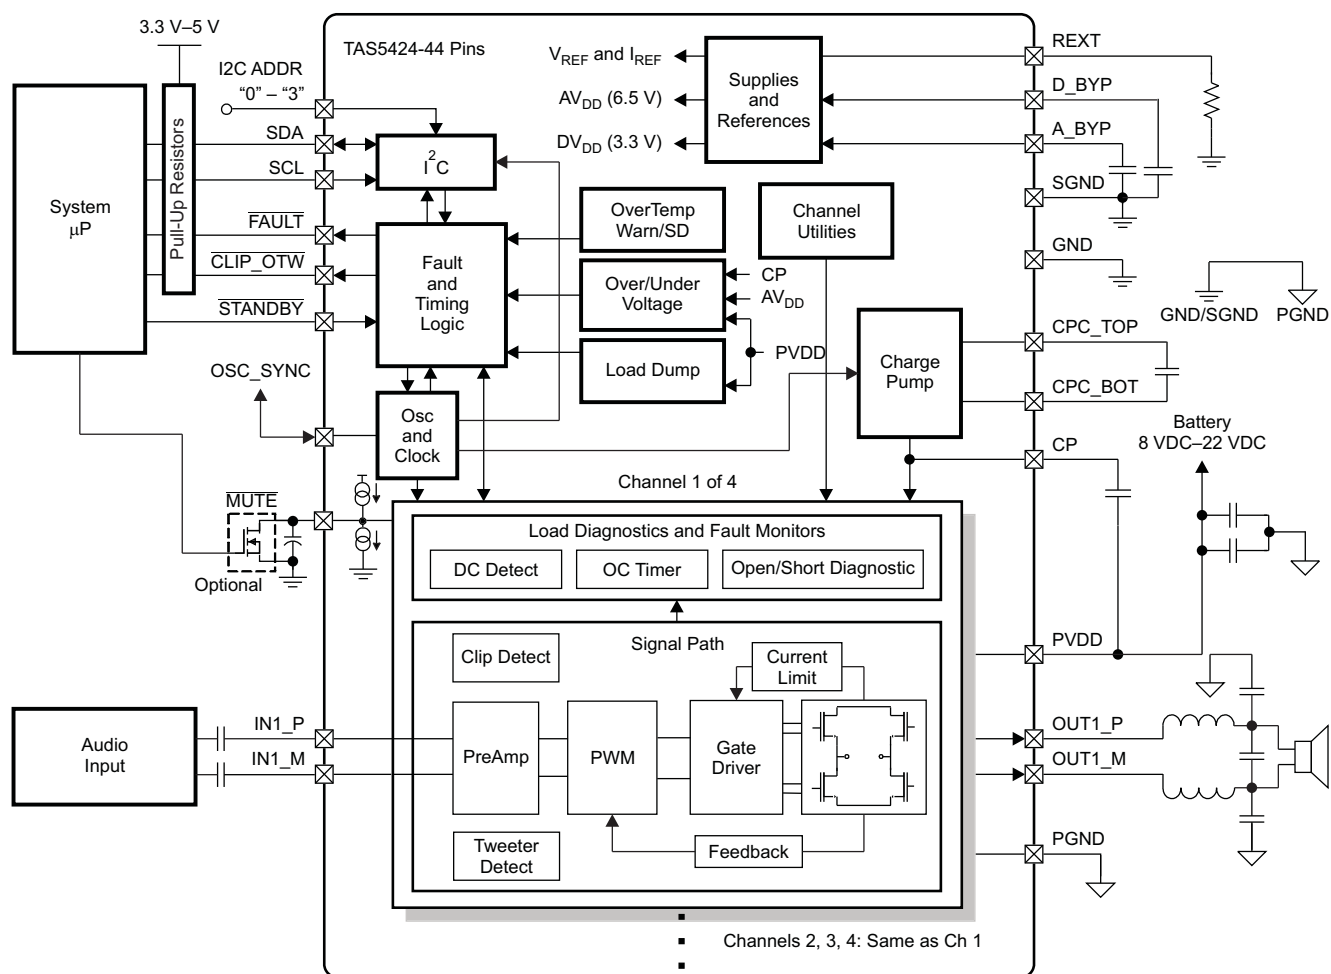 3.3 V–5 V
TAS5424-44 Pins
I2C ADDR
“0” – “3”
SDA
SCL
FAULT
CLIP_OTW
STANDBY
OSC_SYNC
System
μP
Pull-Up Resistors
I2C
Fault
and
Timing
Logic
Osc
and
Clock
VREF and IREF
AVDD (6.5 V)
DVDD (3.3 V)
Supplies
and
References
OverTemp
Warn/SD
Over/Under
Voltage
Load Dump
CP
AVDD
PVDD
Channel
Utilities
Charge
Pump
REXT
D_BYP
A_BYP
SGND
GND
GND/SGND
PGND
CPC_TOP
CPC_BOT
CP
Battery
8 VDC–22 VDC
PVDD
OUT1_P
OUT1_M
PGND
MUTE
Optional
Channel 1 of 4
Load Diagnostics and Fault Monitors
DC Detect
OC Timer
Open/Short Diagnostic
Signal Path
Clip Detect
Current
Limit
Audio
Input
IN1_P
IN1_M
PreAmp
PWM
Gate
Driver
Tweeter
Detect
Feedback
Channels 2, 3, 4: Same as Ch 1